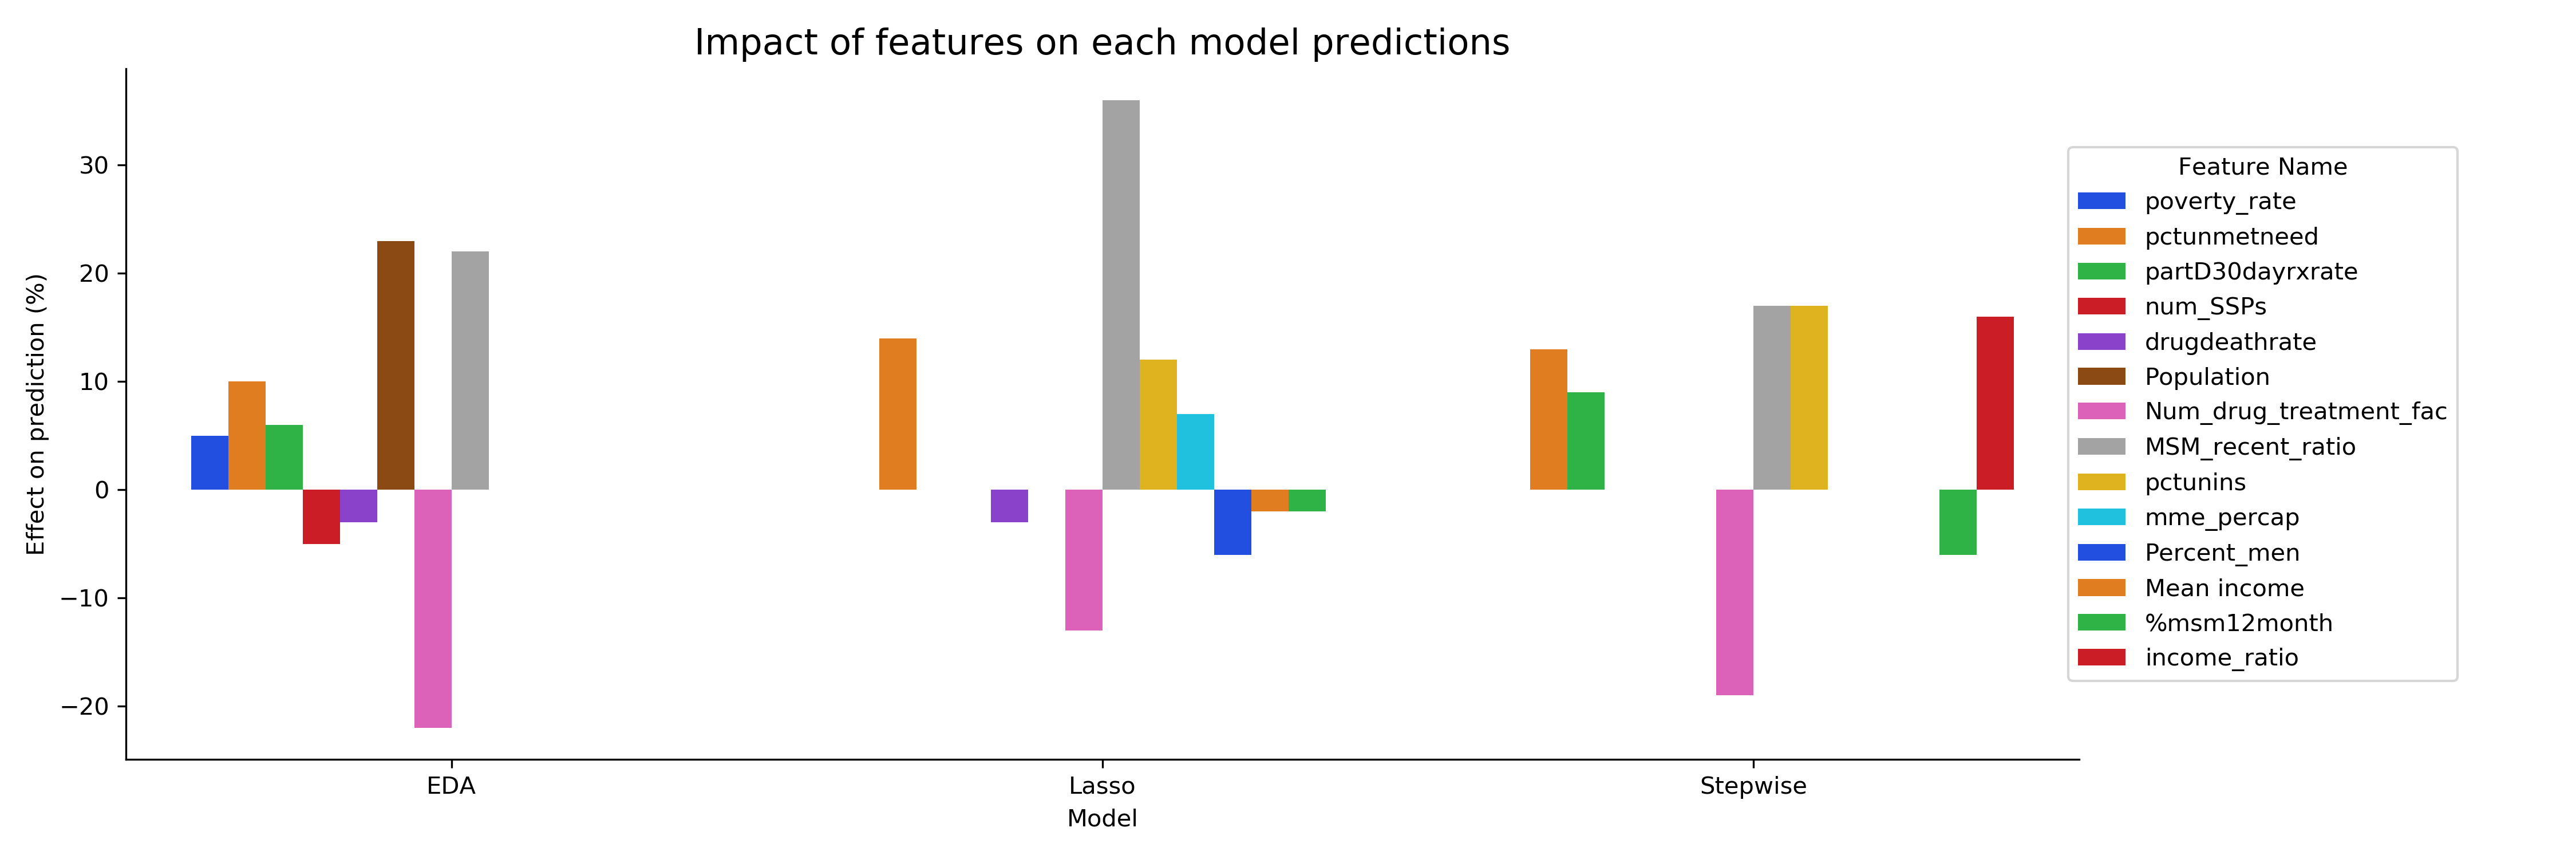 Impact of features on each model predictions
Effect on prediction (%)
30
20
10
0
−10
−20
EDA
Lasso
Stepwise
Model
Feature Name
poverty_rate
pctunmetneed
partD30dayrxrate
num_SSPs
drugdeathrate
Population
Num_drug_treatment_fac
MSM_recent_ratio
pctunins
mme_percap
Percent_men
Mean income
%msm12month
income_ratio